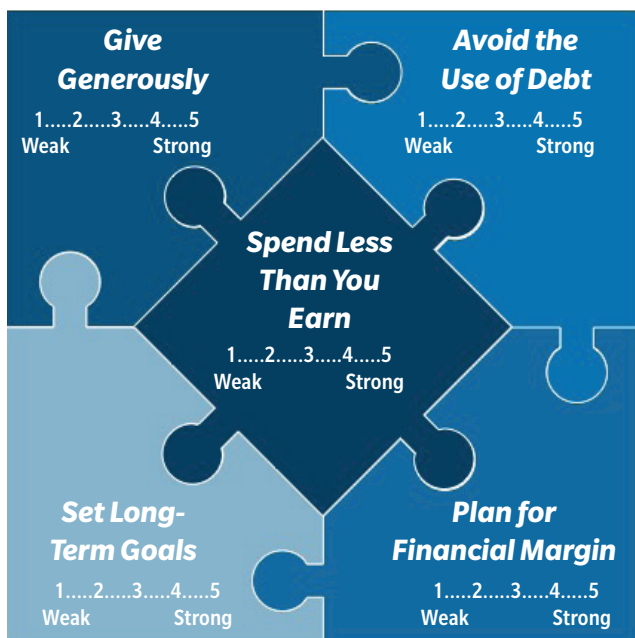 Give
Generously
1.....2.....3.....4.....5
Weak Strong
Avoid the
Use of Debt
1.....2.....3.....4.....5
Weak Strong
Spend Less
Than You
Earn
1.....2.....3.....4.....5
Weak Strong
Set Long-
Term Goals
1.....2.....3.....4.....5
Weak Strong
Plan for
Financial Margin
1.....2.....3.....4.....5
Weak Strong